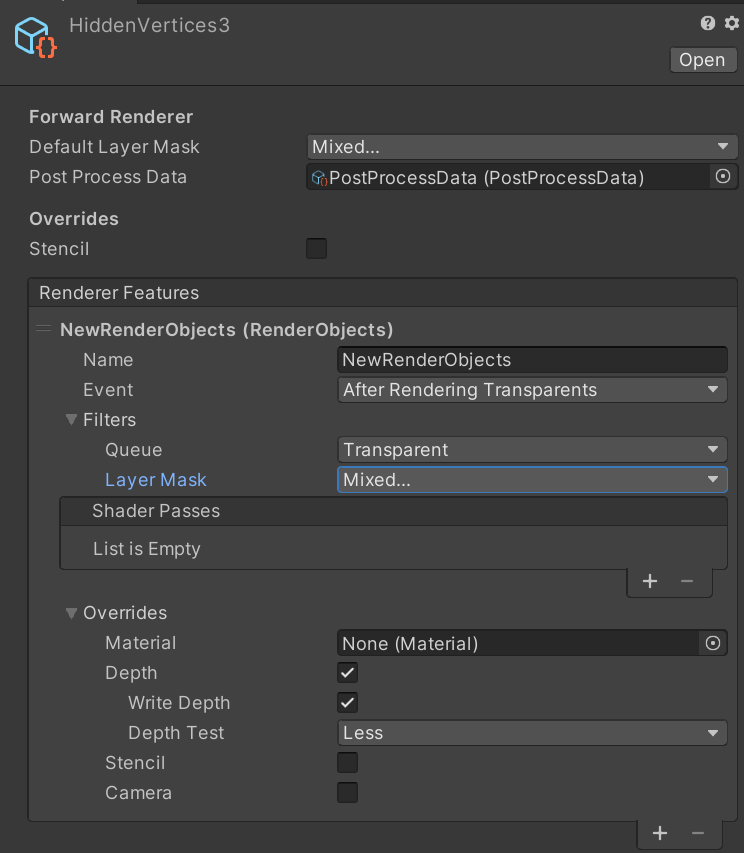 HiddenVertices3
Open
Forward Renderer
Default Layer Mask Mixed...
Post Process Data PostProcessData (PostProcessData)
Overrides
Stencil
Renderer Features
NewRenderObjects (RenderObjects)
Name NewRenderObjects
Event After Rendering Transparents
Filters
Queue Transparent
Layer Mask Mixed...
Shader Passes
List is Empty
Overrides
Material None (Material)
Depth
Write Depth
Depth Test Less
Stencil
Camera